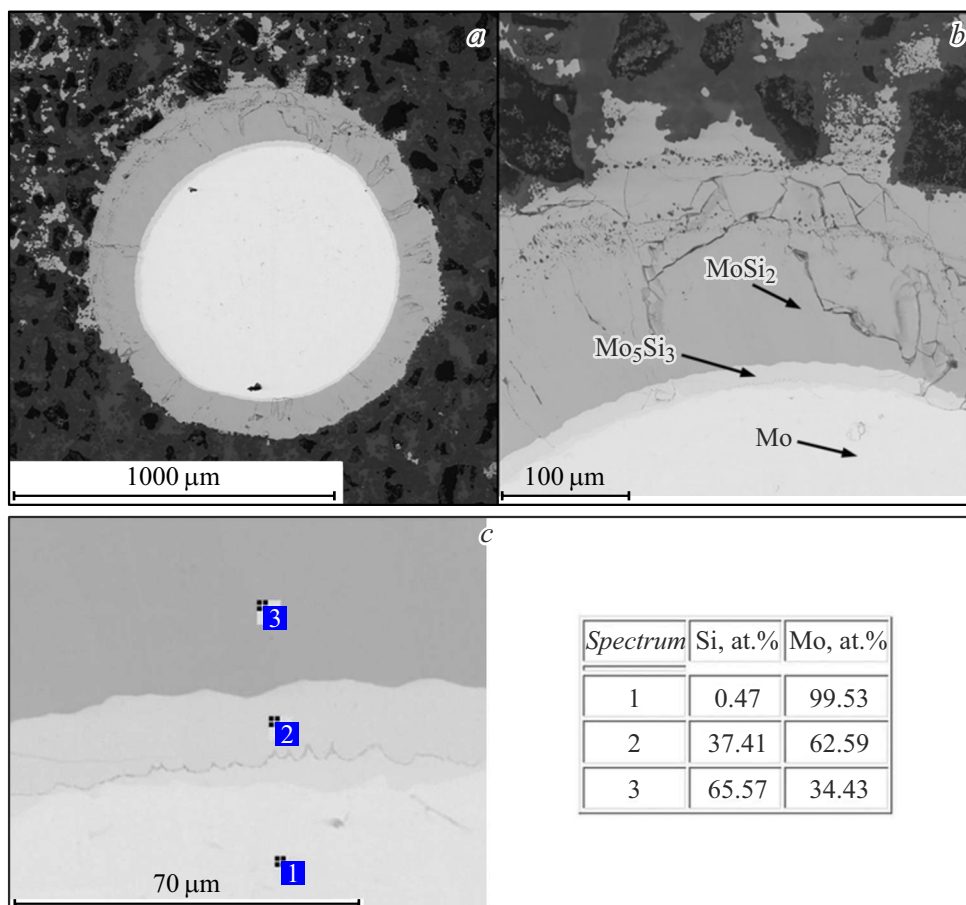 a
b
MoSi2
Mo5Si3
Mo
1000 μm
100 μm
c
3
2
1
70 μm
Spectrum Si, at.% Mo, at.%
1 0.47 99.53
2 37.41 62.59
3 65.57 34.43